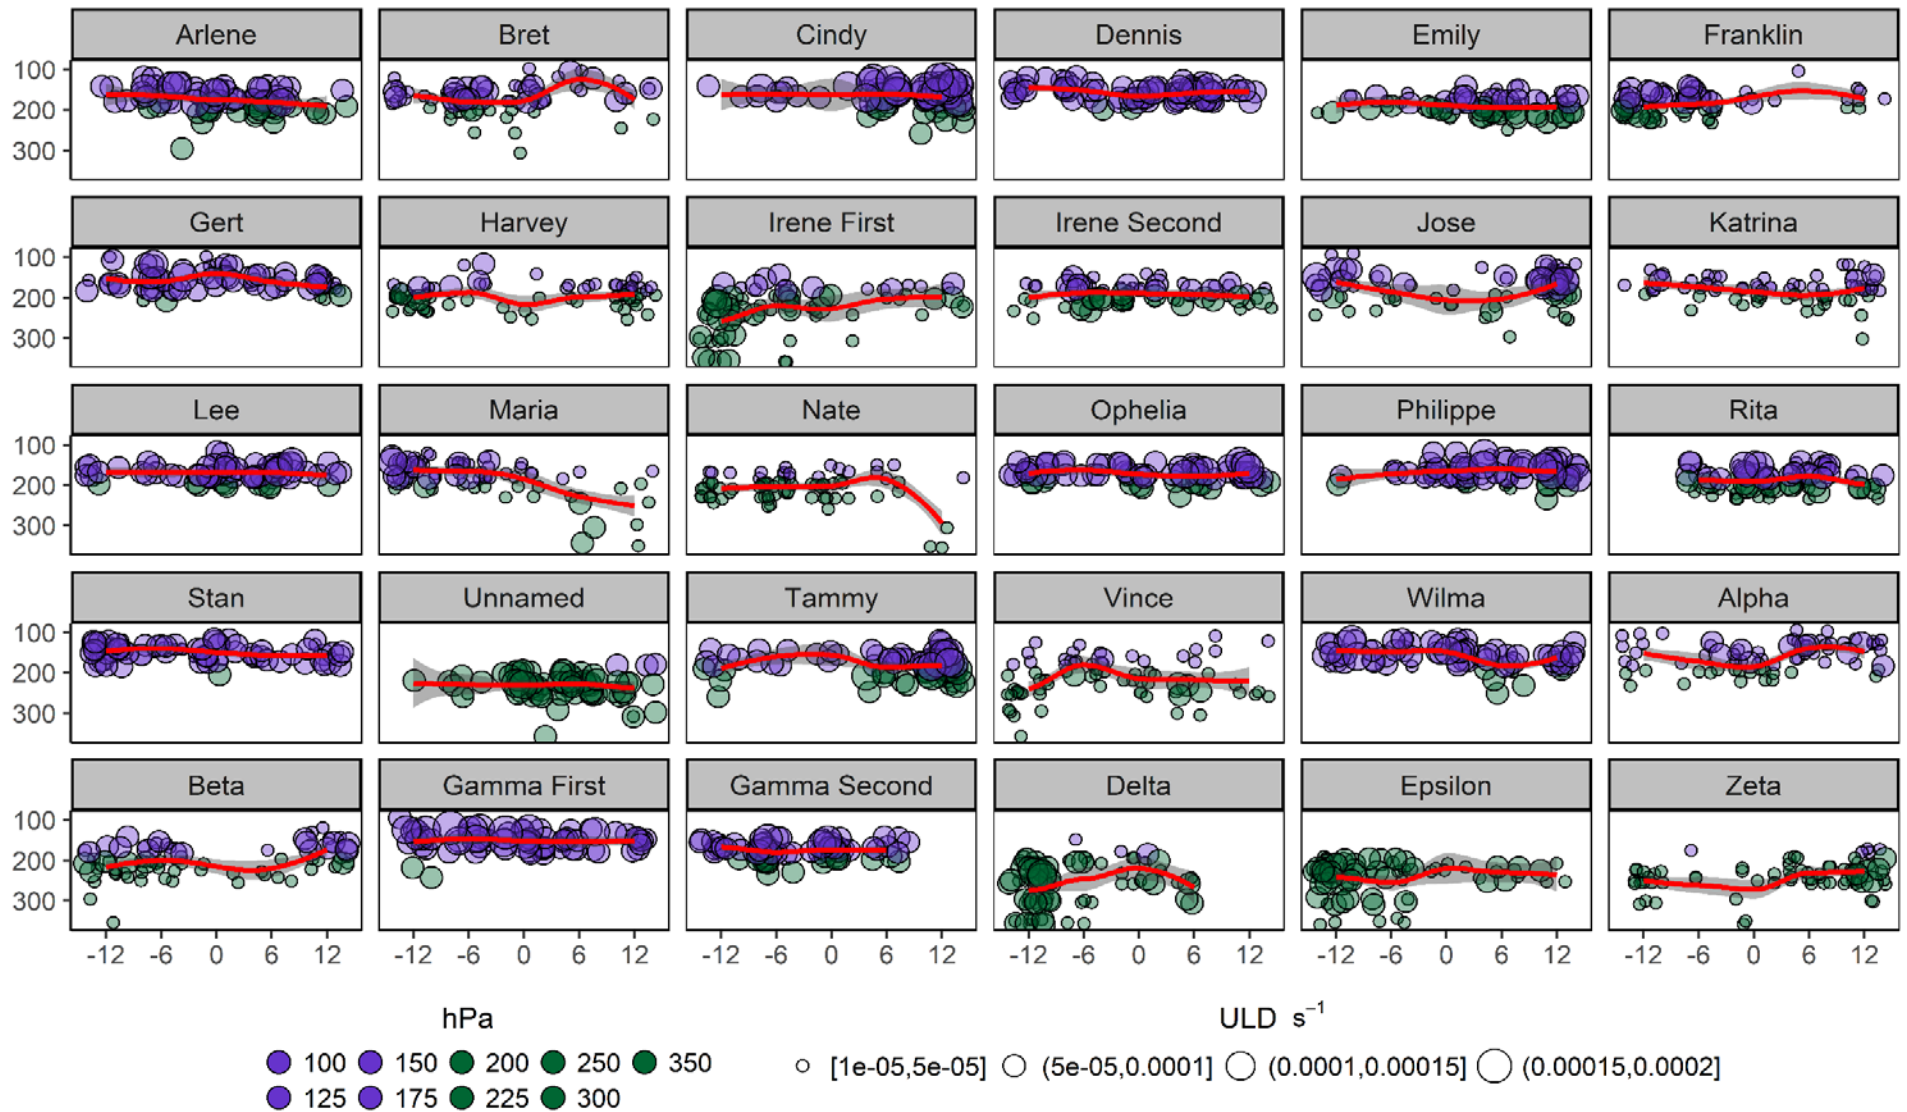 Arlene Bret Cindy Dennis Emily Franklin
100
200
300
Gert Harvey Irene First Irene Second Jose Katrina
100
200
300
Lee Maria Nate Ophelia Philippe Rita
100
200
300
Stan Unnamed Tammy Vince Wilma Alpha
100
200
300
Beta Gamma First Gamma Second Delta Epsilon Zeta
100
200
300
-12 -6 0 6 12 -12 -6 0 6 12 -12 -6 0 6 12 -12 -6 0 6 12 -12 -6 0 6 12 -12 -6 0 6 12
hPa ULD s⁻¹
100 150 200 250 350 [1e-05,5e-05] (5e-05,0.0001] (0.0001,0.00015] (0.00015,0.0002]
125 175 225 300